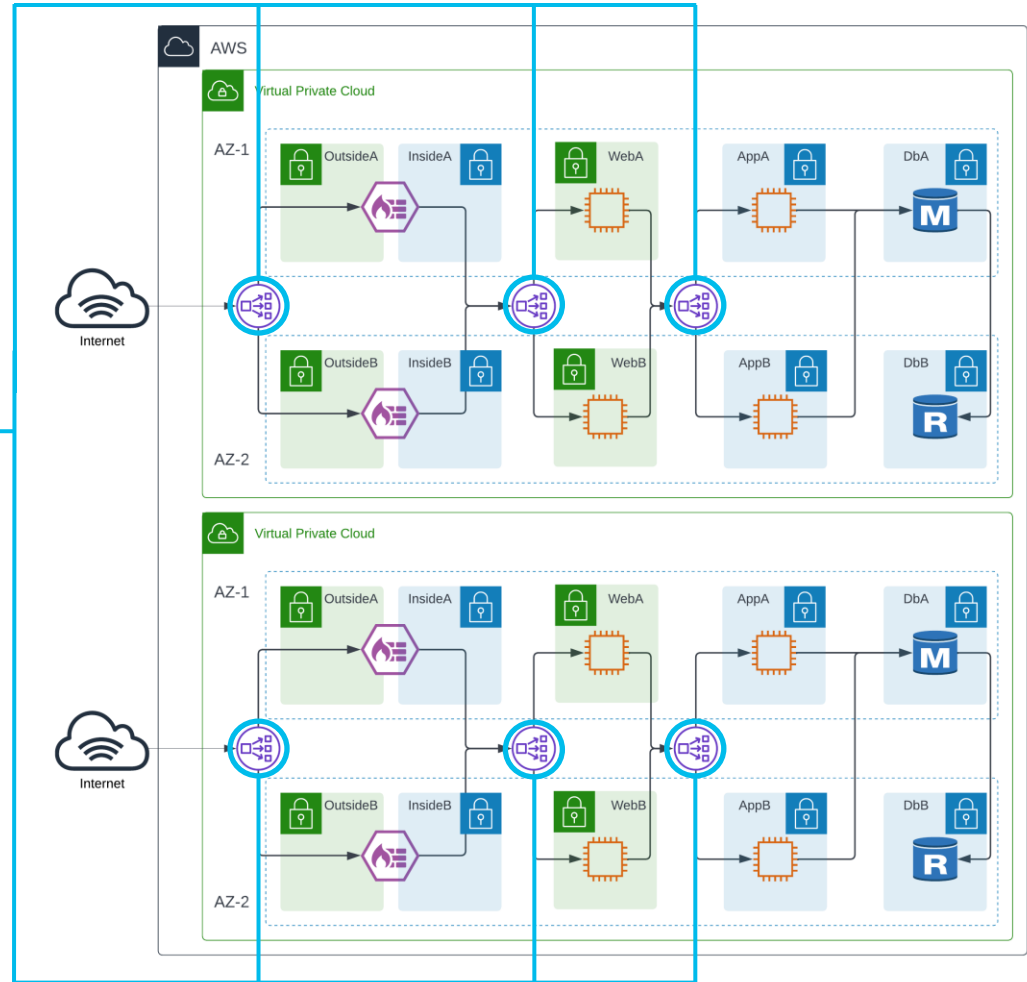 AWS
Virtual Private Cloud
AZ-1
OutsideA
InsideA
WebA
AppA
DbA
M
Internet
OutsideB
InsideB
WebB
AppB
DbB
R
AZ-2
Virtual Private Cloud
AZ-1
OutsideA
InsideA
WebA
AppA
DbA
M
Internet
OutsideB
InsideB
WebB
AppB
DbB
R
AZ-2